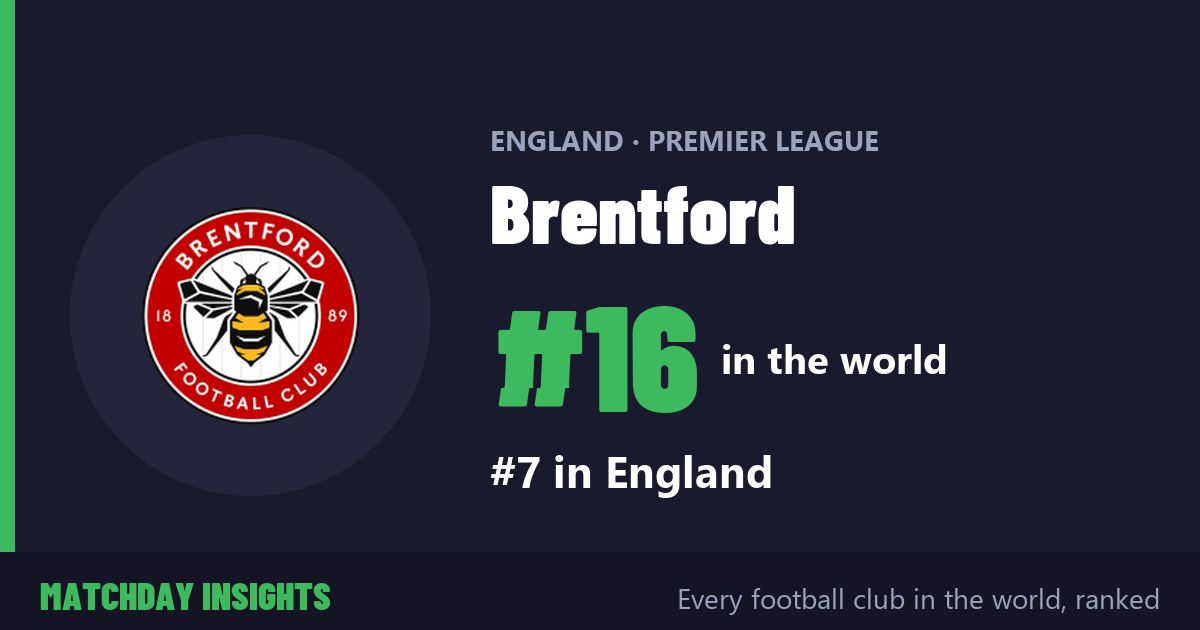 ENGLAND · PREMIER LEAGUE
Brentford
BRENTFORD
18 89
FOOTBALL CLUB
#16 in the world
#7 in England
MATCHDAY INSIGHTS
Every football club in the world, ranked